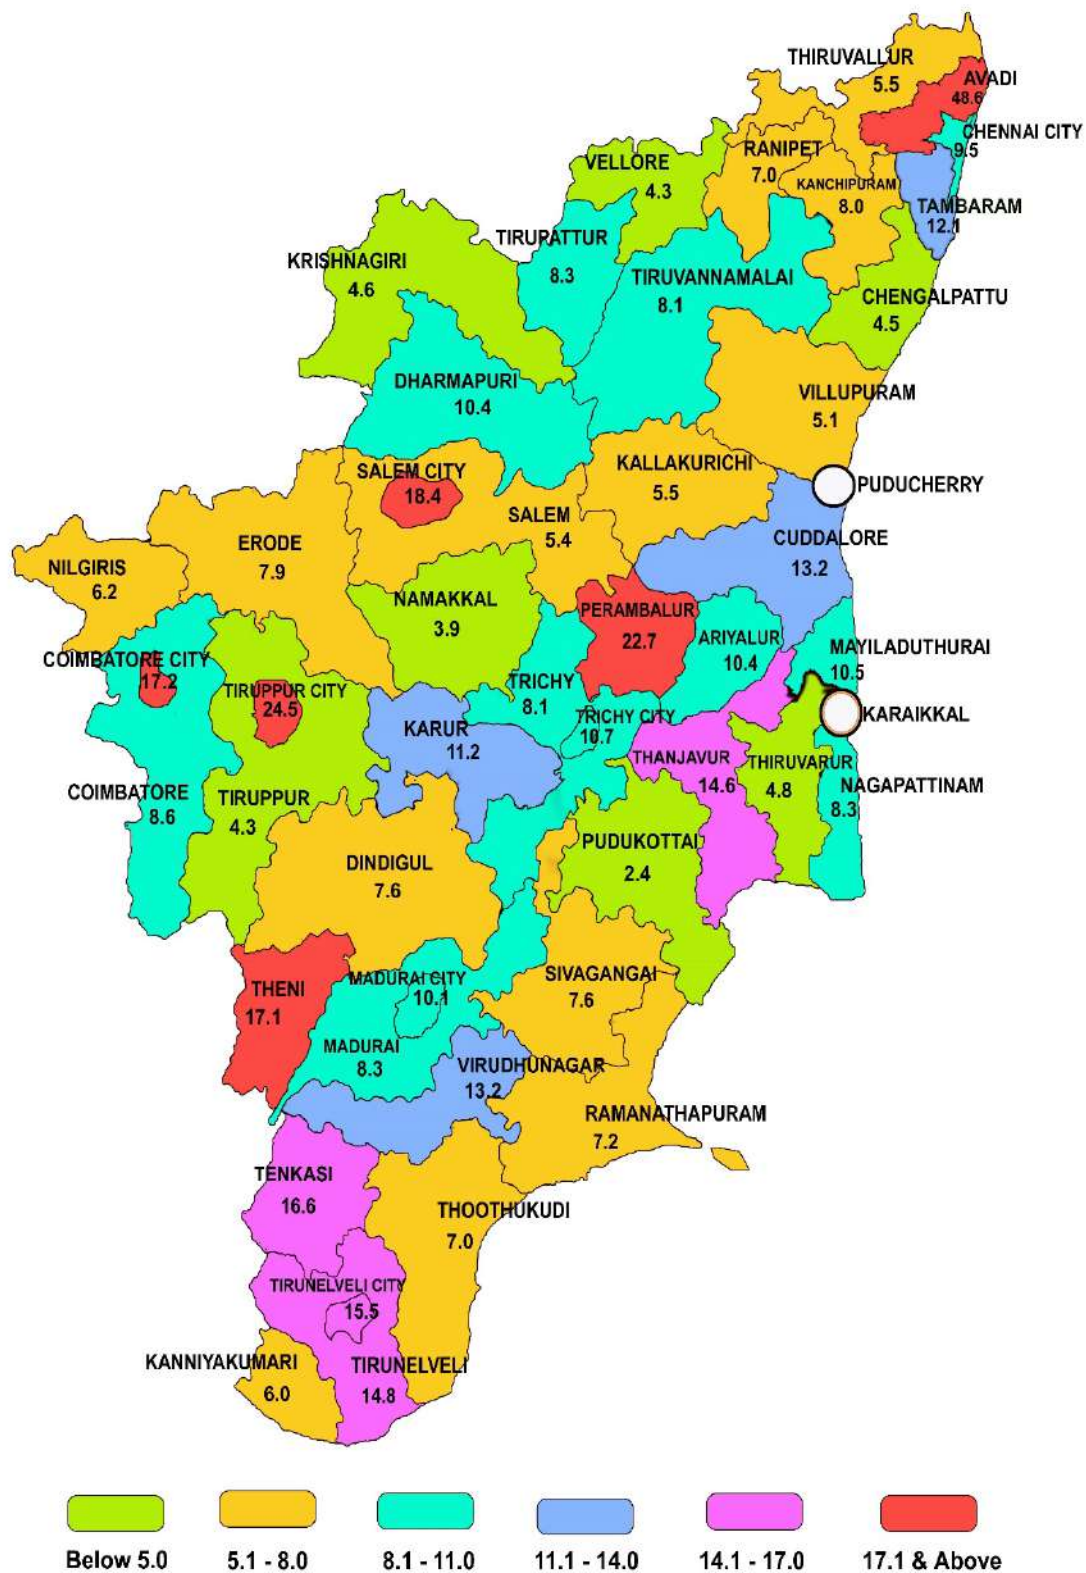 THIRUVALLUR
5.5
AVADI
48.6
CHENNAI CITY
9.5
RANIPET
7.0
VELLORE
4.3
KANCHIPURAM
8.0
TAMBARAM
12.1
TIRUPATTUR
8.3
KRISHNAGIRI
4.6
TIRUVANNAMALAI
8.1
CHENGALPATTU
4.5
DHARMAPURI
10.4
VILLUPURAM
5.1
SALEM CITY
18.4
KALLAKURICHI
5.5
PUDUCHERRY
SALEM
5.4
CUDDALORE
13.2
ERODE
7.9
NILGIRIS
6.2
NAMAKKAL
3.9
PERAMBALUR
22.7
ARIYALUR
10.4
MAYILADUTHURAI
10.5
COIMBATORE CITY
17.2
TIRUPPUR CITY
24.5
TRICHY
8.1
TRICHY CITY
10.7
KARAIKKAL
KARUR
11.2
THANJAVUR
14.6
THIRUVARUR
4.8
NAGAPATTINAM
8.3
COIMBATORE
8.6
TIRUPPUR
4.3
PUDUKOTTAI
2.4
DINDIGUL
7.6
THENI
17.1
MADURAI CITY
10.1
SIVAGANGAI
7.6
MADURAI
8.3
VIRUDHUNAGAR
13.2
RAMANATHAPURAM
7.2
TENKASI
16.6
THOOTHUKUDI
7.0
TIRUNELVELI CITY
15.5
KANNIYAKUMARI
6.0
TIRUNELVELI
14.8
Below 5.0
5.1 - 8.0
8.1 - 11.0
11.1 - 14.0
14.1 - 17.0
17.1 & Above